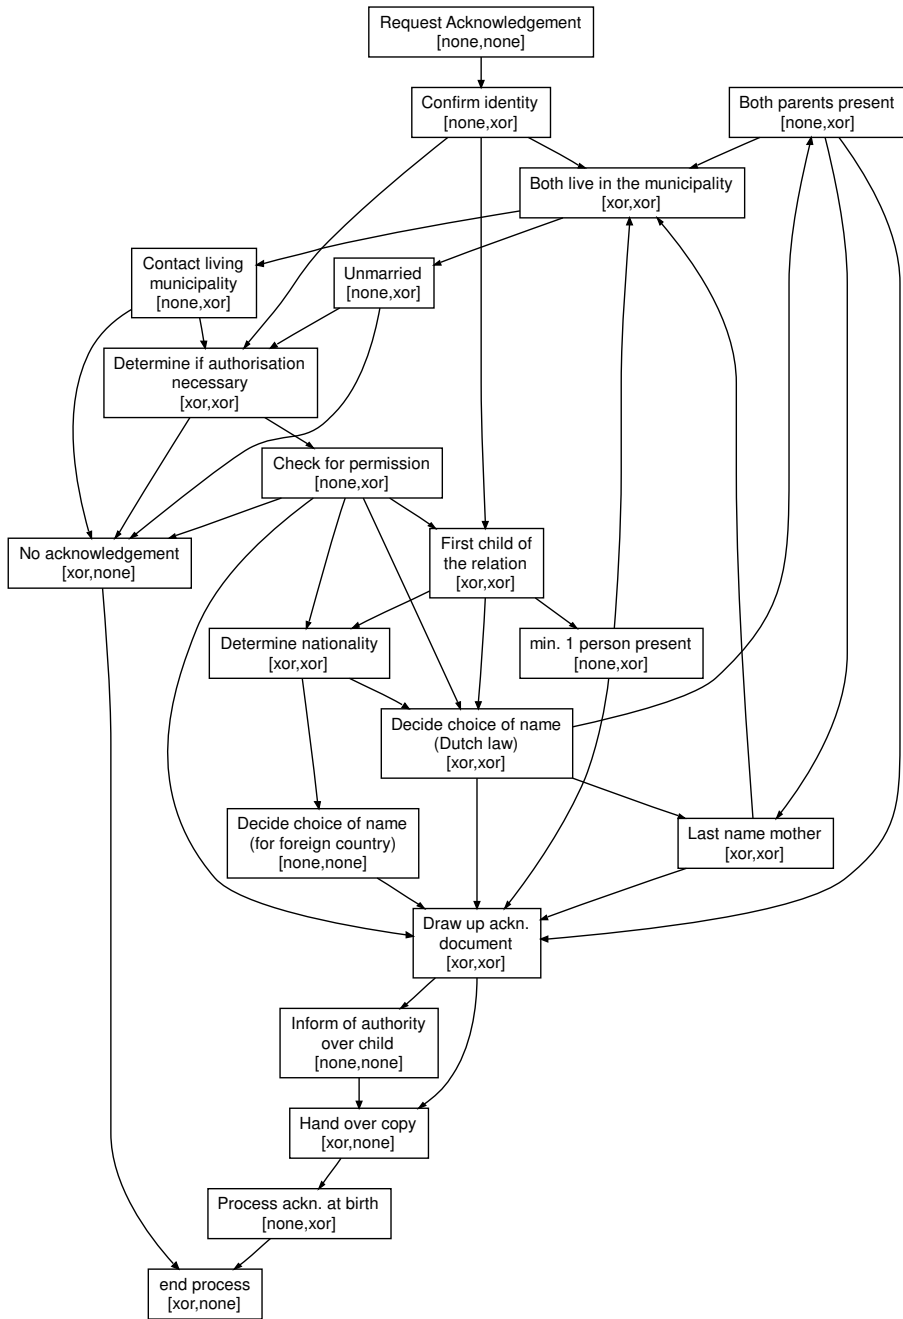 Request Acknowledgement
[none,none]
Confirm identity
[none,xor]
Both parents present
[none,xor]
Both live in the municipality
[xor,xor]
Contact living
municipality
[none,xor]
Unmarried
[none,xor]
Determine if authorisation
necessary
[xor,xor]
Check for permission
[none,xor]
No acknowledgement
[xor,none]
First child of
the relation
[xor,xor]
Determine nationality
[xor,xor]
min. 1 person present
[none,xor]
Decide choice of name
(Dutch law)
[xor,xor]
Decide choice of name
(for foreign country)
[none,none]
Last name mother
[xor,xor]
Draw up ackn.
document
[xor,xor]
Inform of authority
over child
[none,none]
Hand over copy
[xor,none]
Process ackn. at birth
[none,xor]
end process
[xor,none]